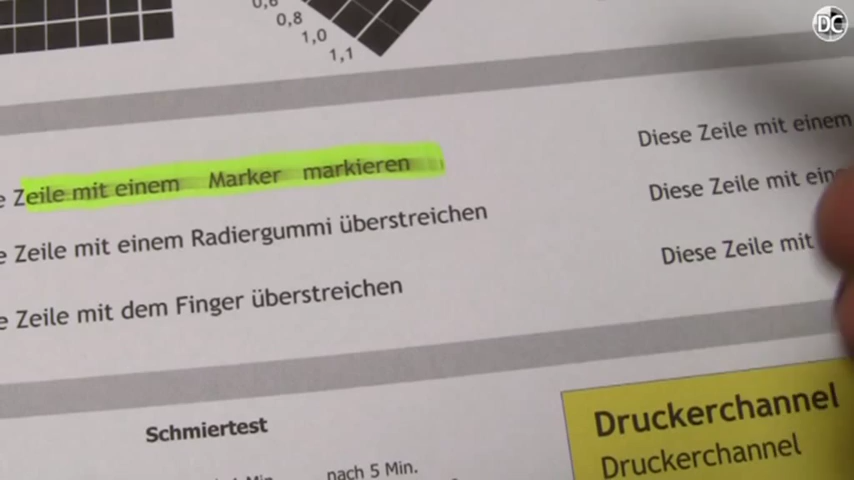 0,8
1,0
1,1
DC
Zeile mit einem Marker markieren
Diese Zeile mit einem
Zeile mit einem Radiergummi überstreichen
Diese Zeile mit
Zeile mit dem Finger überstreichen
Diese Zeile mit
Schmiertest
nach 5 Min.
Druckerchannel
Druckerchannel